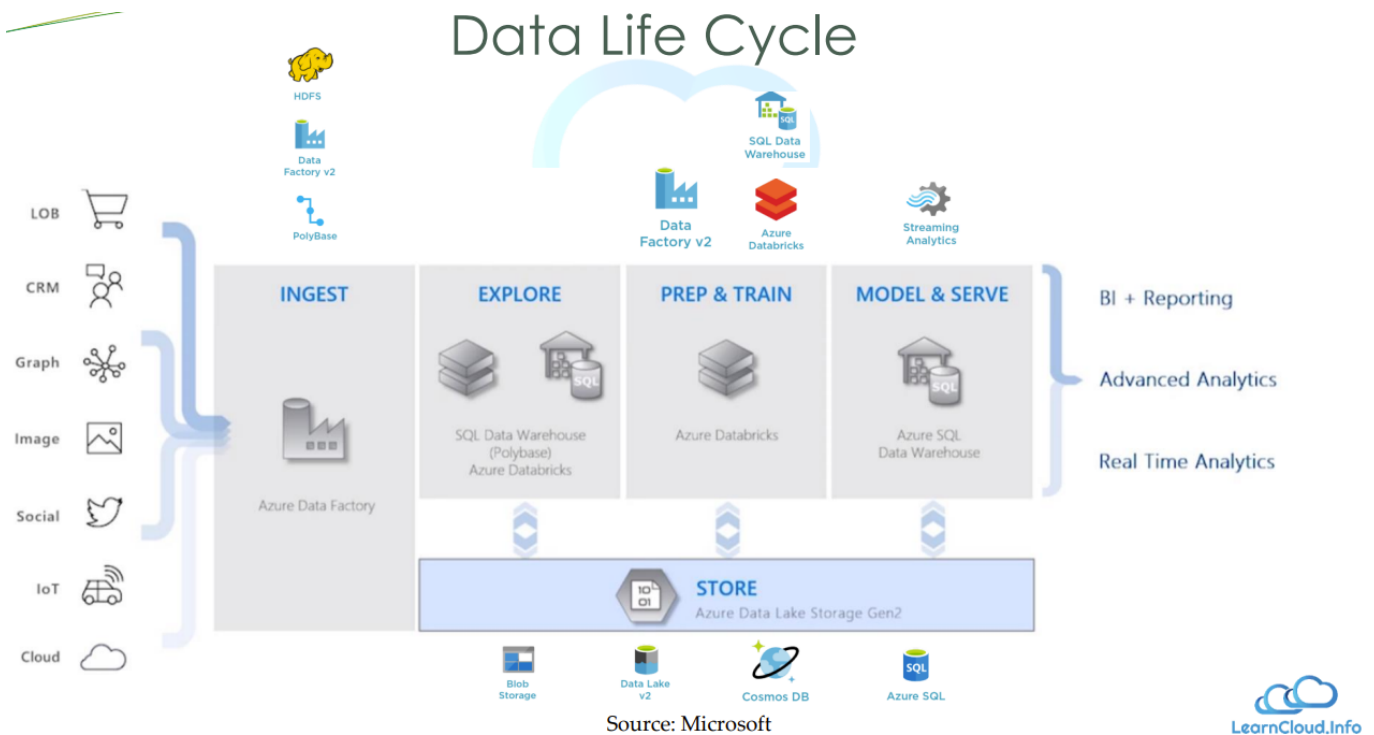 Data Life Cycle
HDFS
Data
Factory v2
PolyBase
SQL
SQL Data
Warehouse
Data
Factory v2
Azure
Databricks
Streaming
Analytics
LOB
CRM
Graph
Image
Social
IoT
Cloud
INGEST
Azure Data Factory
EXPLORE
SQL
SQL Data Warehouse
(Polybase)
Azure Databricks
PREP & TRAIN
Azure Databricks
MODEL & SERVE
SQL
Azure SQL
Data Warehouse
BI + Reporting
Advanced Analytics
Real Time Analytics
10
01
STORE
Azure Data Lake Storage Gen2
Blob
Storage
Data Lake
v2
Cosmos DB
SQL
Azure SQL
Source: Microsoft
LearnCloud.Info